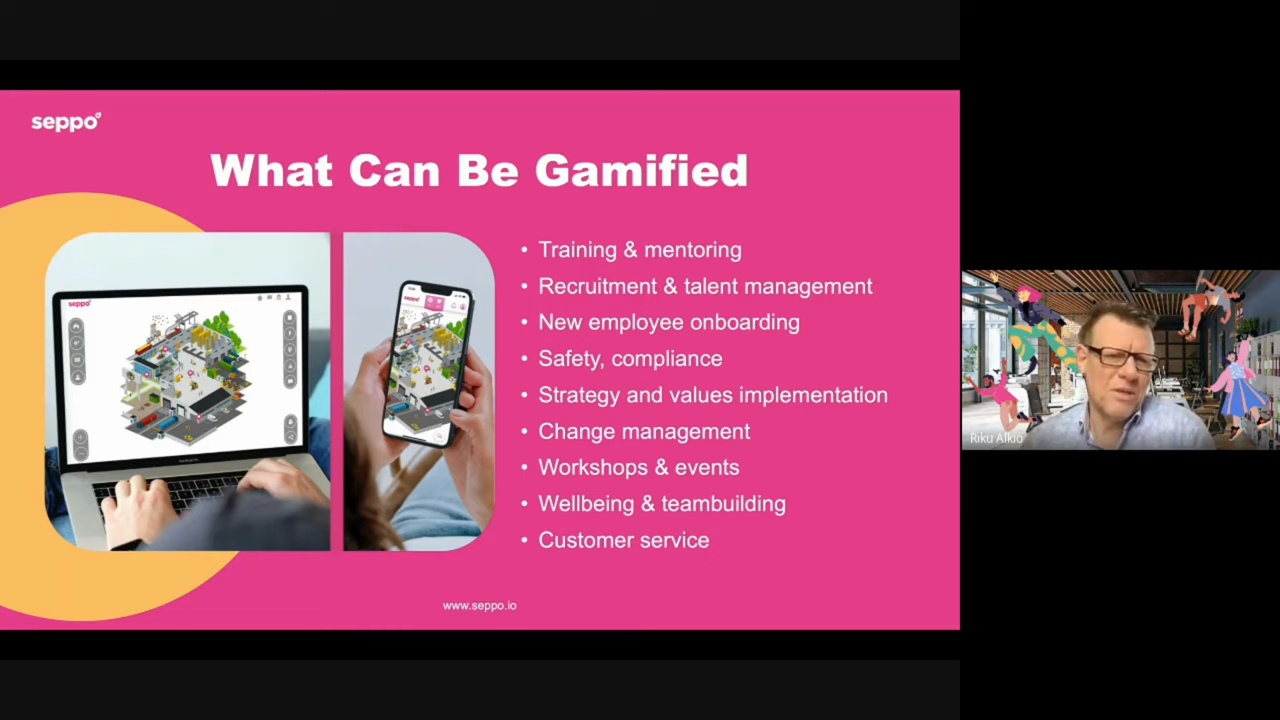 seppo
What Can Be Gamified
seppo
• Training & mentoring
• Recruitment & talent management
• New employee onboarding
• Safety, compliance
• Strategy and values implementation
• Change management
• Workshops & events
• Wellbeing & teambuilding
• Customer service
www.seppo.io
Riku Alkio